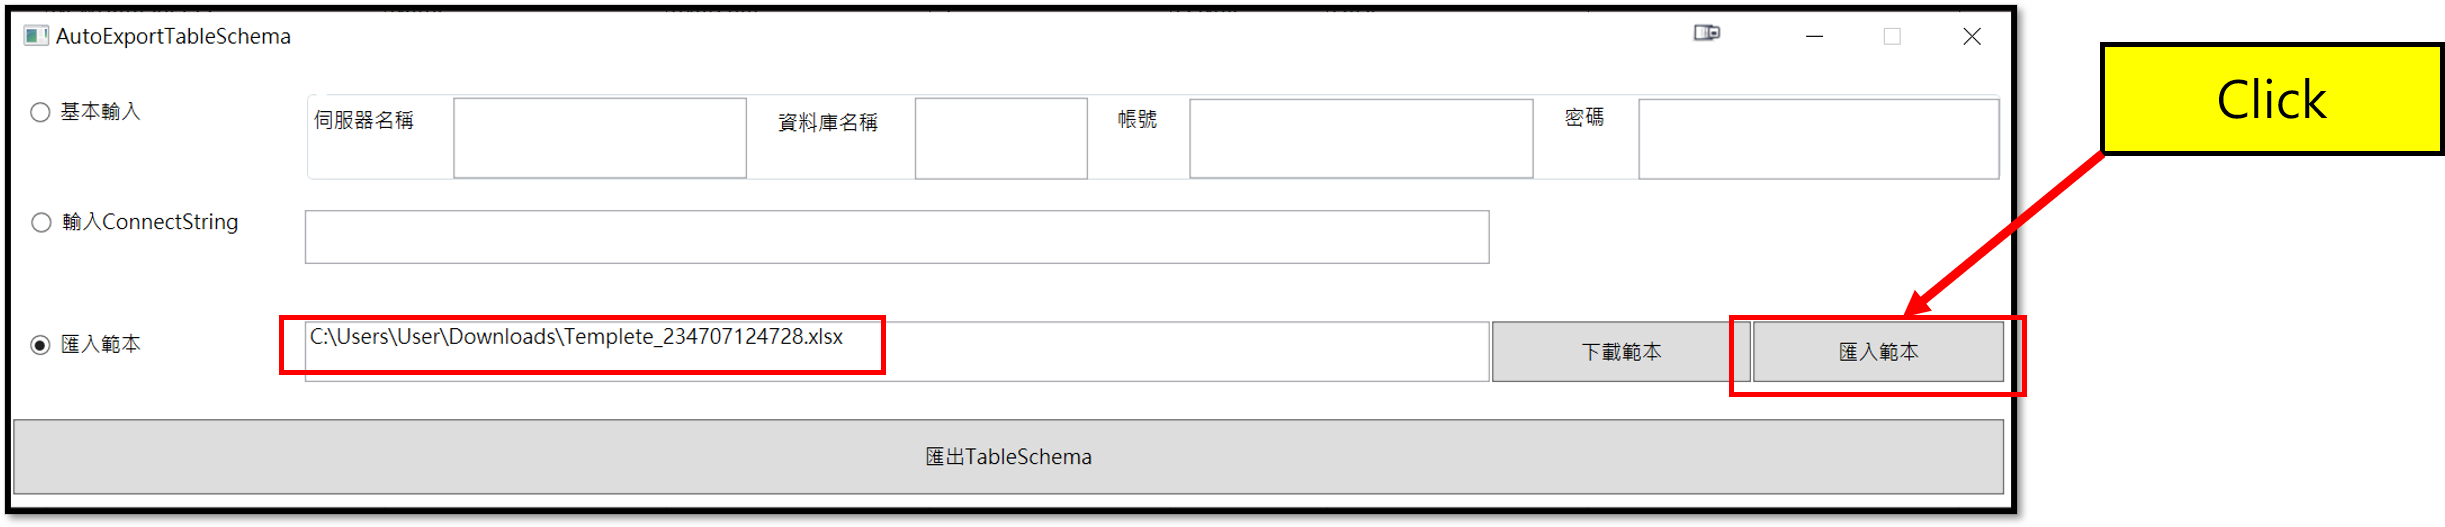 AutoExportTableSchema
Click
基本輸入
伺服器名稱
資料庫名稱
帳號
密碼
輸入ConnectString
匯入範本
C:\Users\User\Downloads\Templete_234707124728.xlsx
下載範本
匯入範本
匯出TableSchema